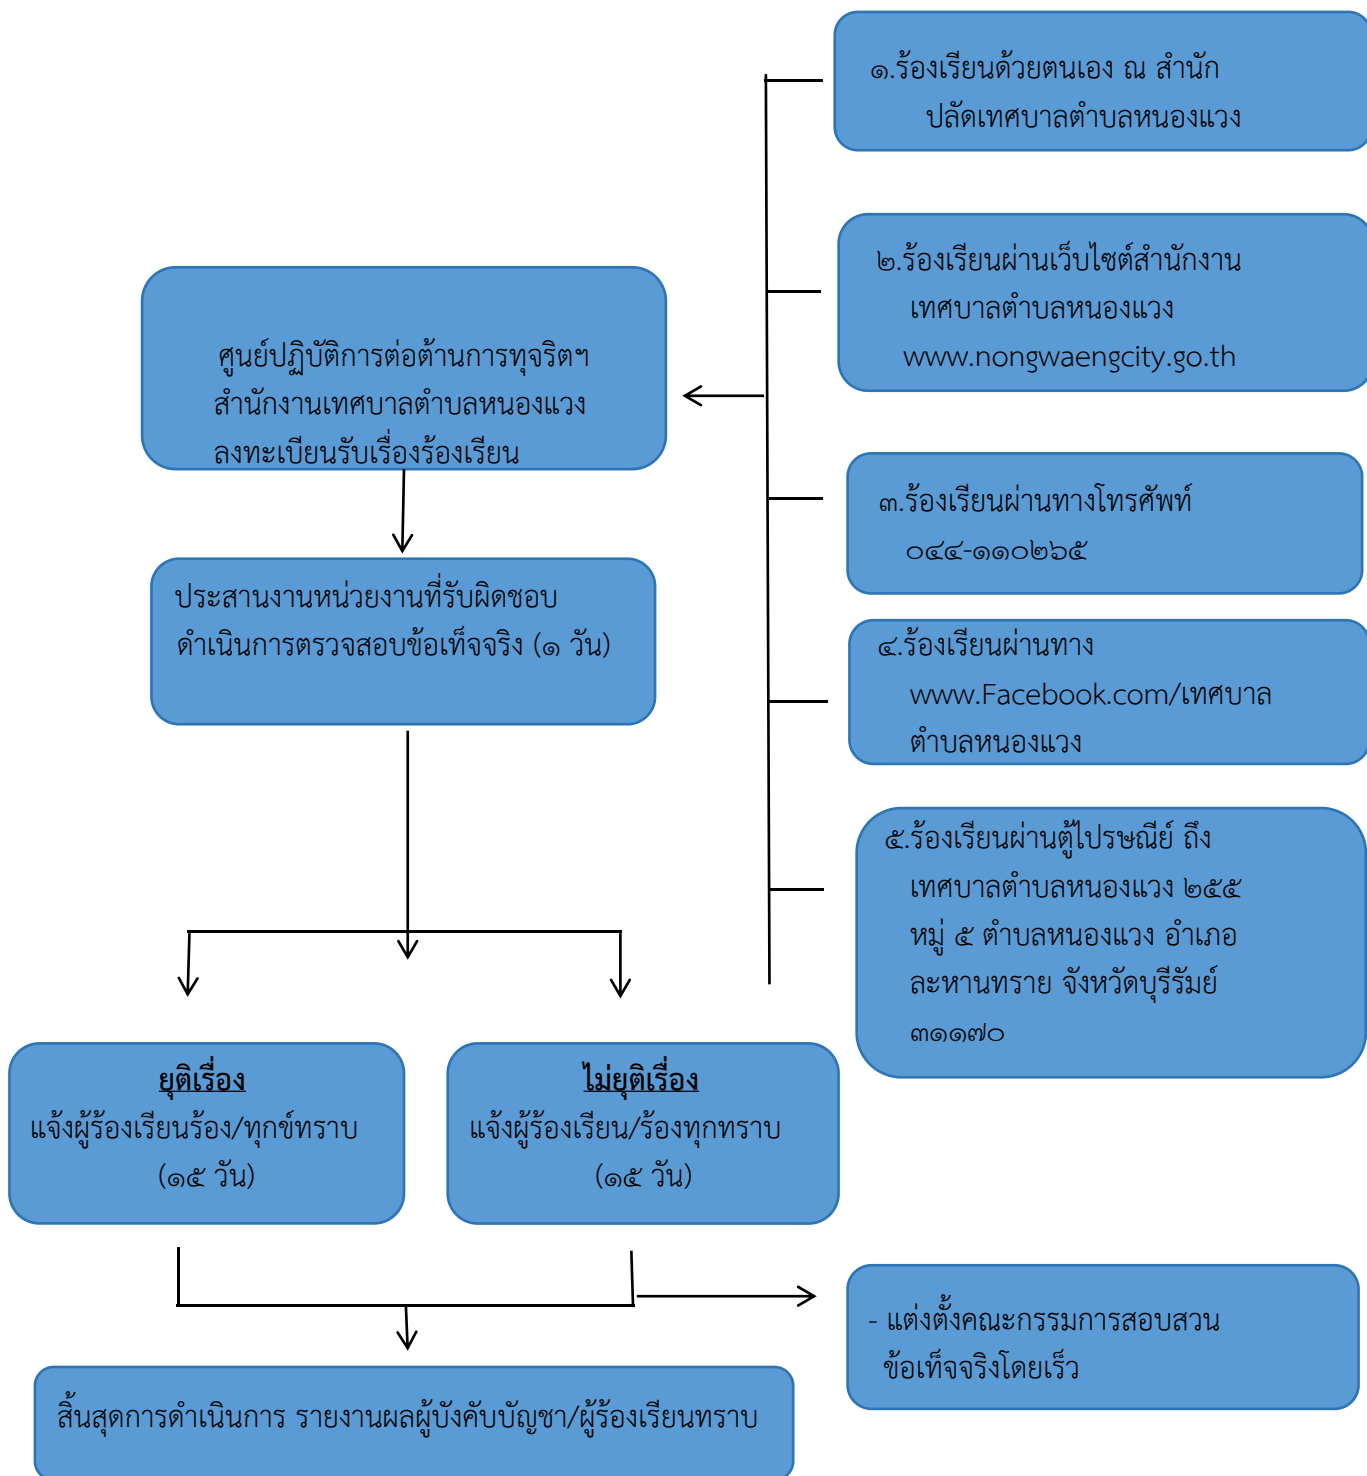 ๑.ร้องเรียนด้วยตนเอง ณ สำนัก
ปลัดเทศบาลตำบลหนองแวง
๒.ร้องเรียนผ่านเว็บไซต์สำนักงาน
เทศบาลตำบลหนองแวง
www.nongwaengcity.go.th
๓.ร้องเรียนผ่านทางโทรศัพท์
๐๔๔-๑๑๐๒๖๕
๔.ร้องเรียนผ่านทาง
www.Facebook.com/เทศบาล
ตำบลหนองแวง
๕.ร้องเรียนผ่านตู้ไปรษณีย์ ถึง
เทศบาลตำบลหนองแวง ๒๕๕
หมู่ ๕ ตำบลหนองแวง อำเภอ
ละหานทราย จังหวัดบุรีรัมย์
๓๑๑๗๐
ศูนย์ปฏิบัติการต่อต้านการทุจริตฯ
สำนักงานเทศบาลตำบลหนองแวง
ลงทะเบียนรับเรื่องร้องเรียน
ประสานงานหน่วยงานที่รับผิดชอบ
ดำเนินการตรวจสอบข้อเท็จจริง (๑ วัน)
ยุติเรื่อง
แจ้งผู้ร้องเรียนร้อง/ทุกข์ทราบ
(๑๕ วัน)
ไม่ยุติเรื่อง
แจ้งผู้ร้องเรียน/ร้องทุกทราบ
(๑๕ วัน)
- แต่งตั้งคณะกรรมการสอบสวน
ข้อเท็จจริงโดยเร็ว
สิ้นสุดการดำเนินการ รายงานผลผู้บังคับบัญชา/ผู้ร้องเรียนทราบ